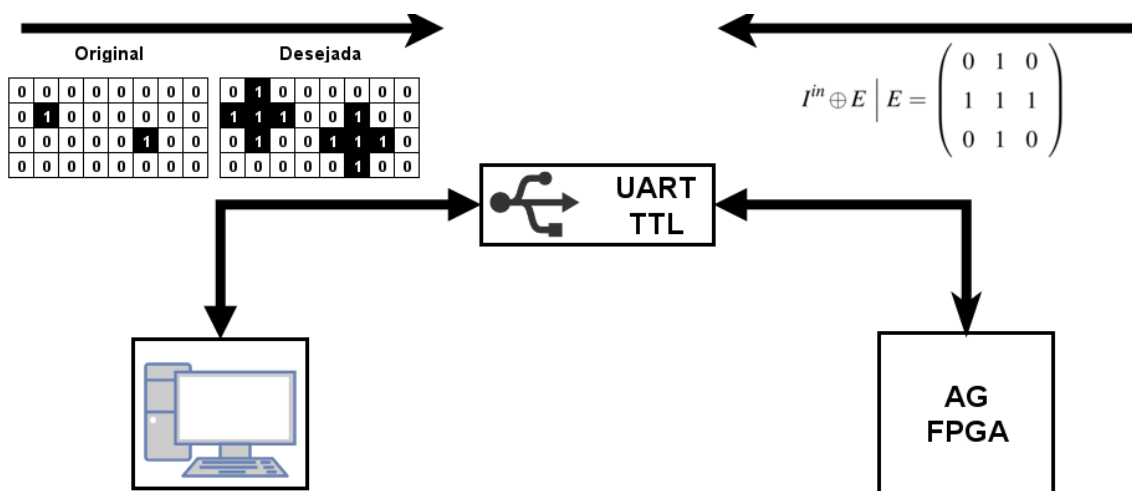 Original
0 0 0 0 0 0 0 0
0 1 0 0 0 0 0 0
0 0 0 0 0 1 0 0
0 0 0 0 0 0 0 0
Desejada
0 1 0 0 0 0 0 0
1 1 1 0 0 1 0 0
0 1 0 0 1 1 1 0
0 0 0 0 0 1 0 0
0 1 0
I^{in} ⊕ E | E = 1 1 1
0 1 0
UART
TTL
AG
FPGA